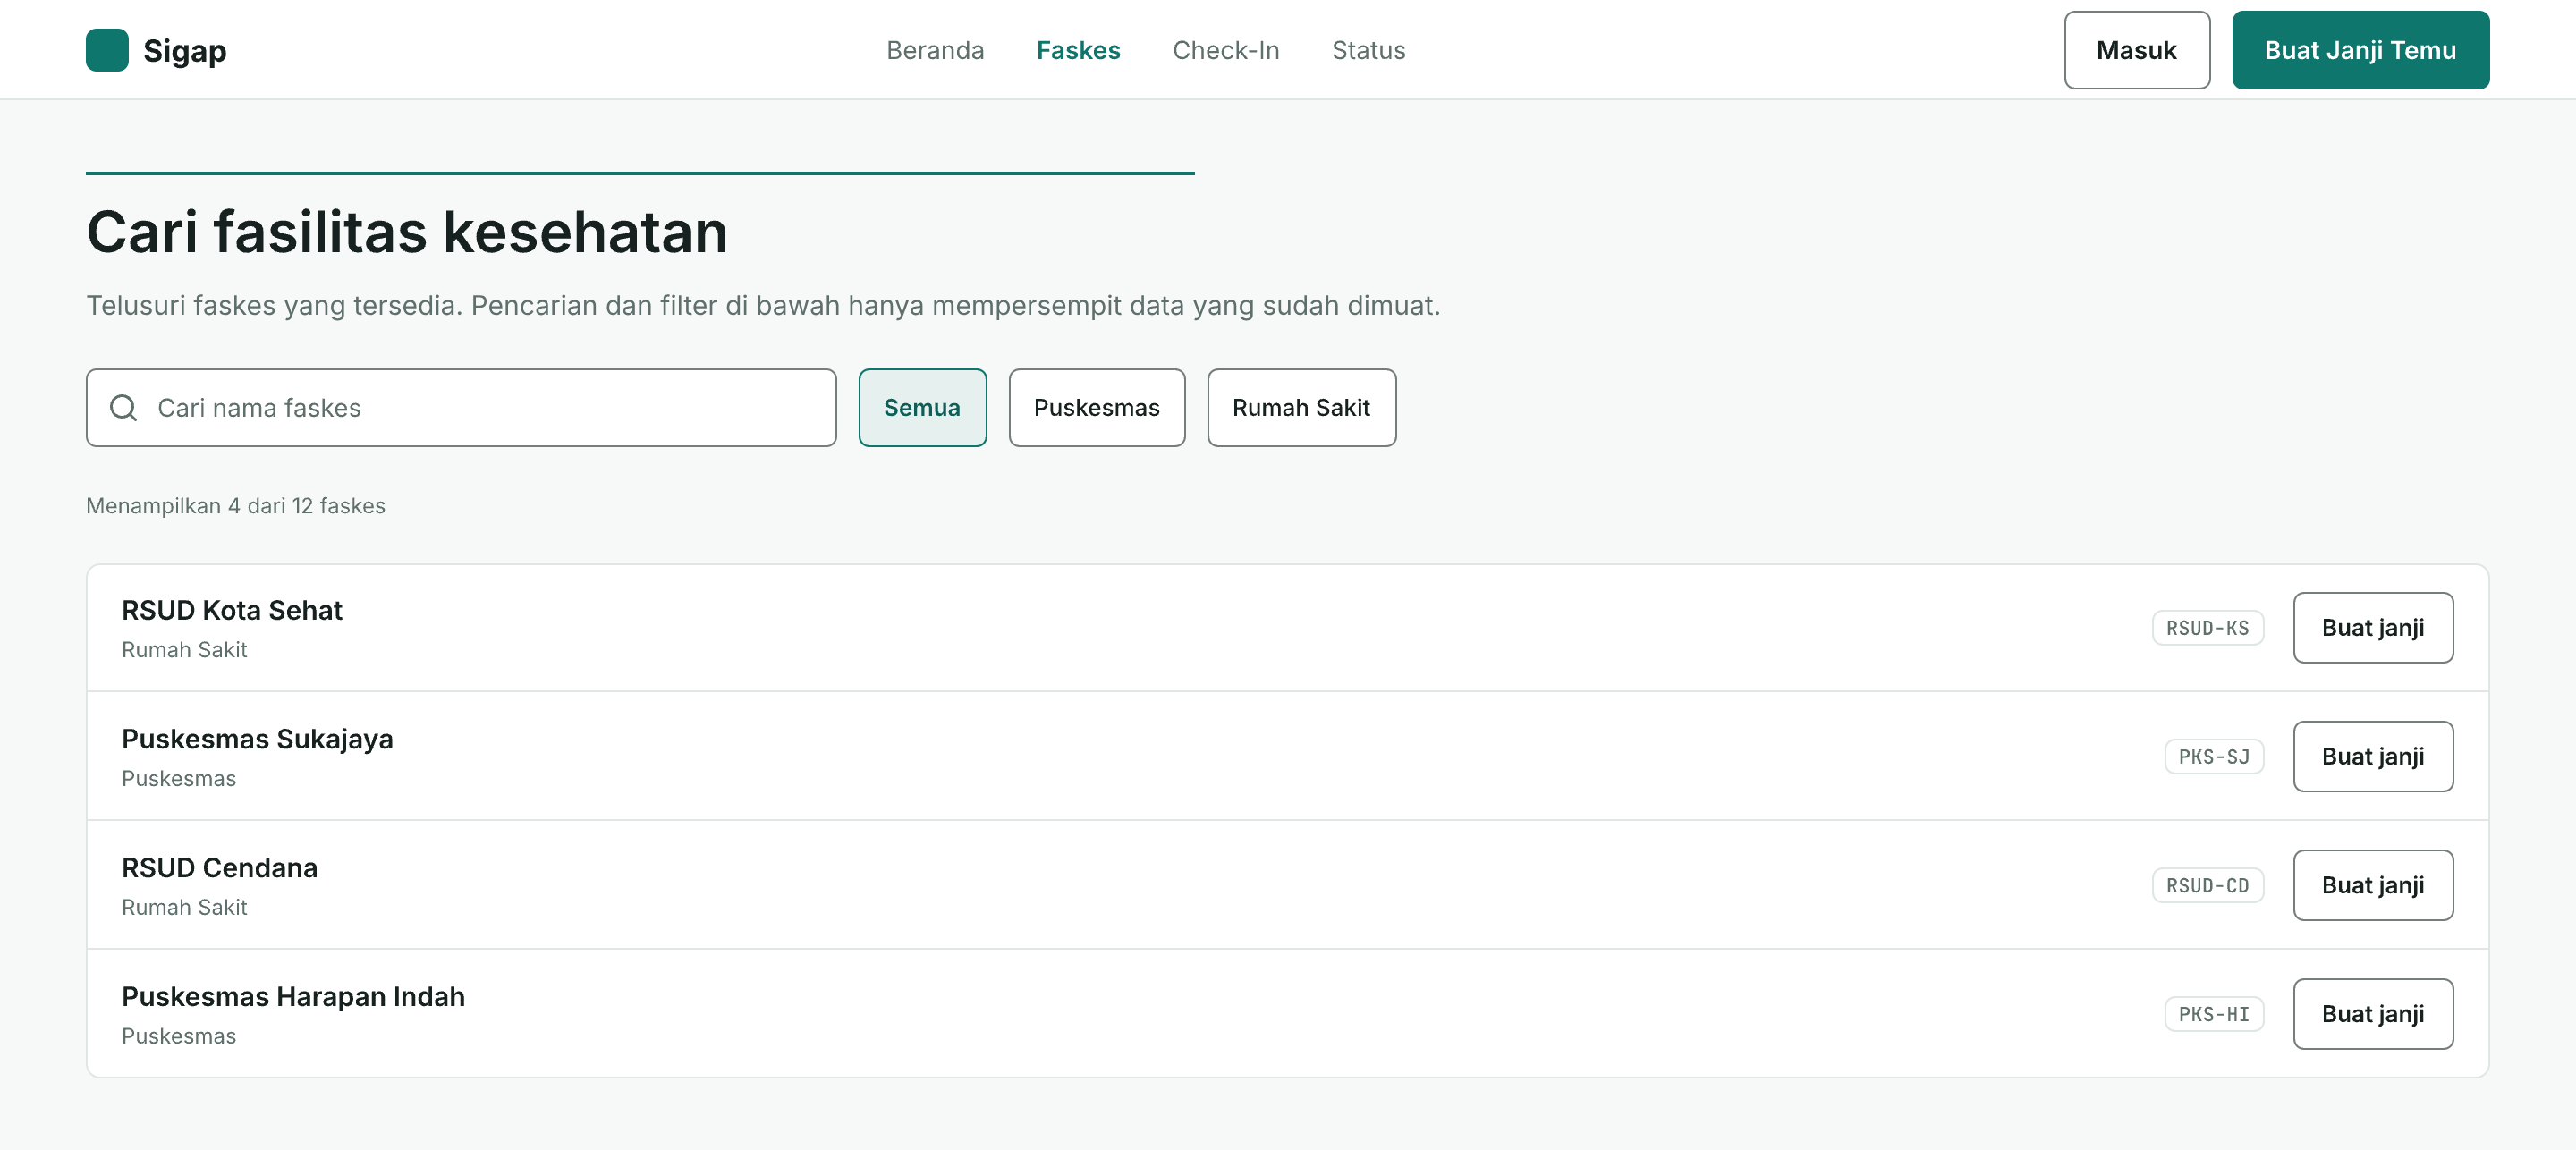 Sigap
Beranda Faskes Check-In Status
Masuk Buat Janji Temu
Cari fasilitas kesehatan
Telusuri faskes yang tersedia. Pencarian dan filter di bawah hanya mempersempit data yang sudah dimuat.
Cari nama faskes Semua Puskesmas Rumah Sakit
Menampilkan 4 dari 12 faskes
RSUD Kota Sehat
Rumah Sakit
RSUD-KS Buat janji
Puskesmas Sukajaya
Puskesmas
PKS-SJ Buat janji
RSUD Cendana
Rumah Sakit
RSUD-CD Buat janji
Puskesmas Harapan Indah
Puskesmas
PKS-HI Buat janji